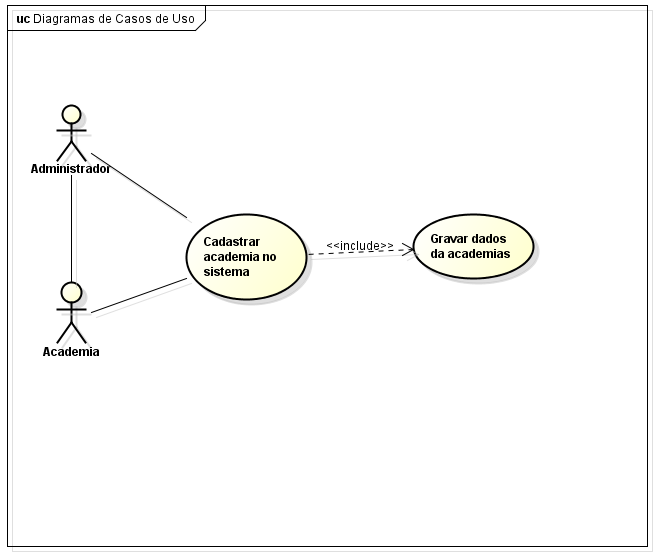 uc Diagramas de Casos de Uso
Administrador
Cadastrar
academia no
sistema
<<include>>
Gravar dados
da academias
Academia